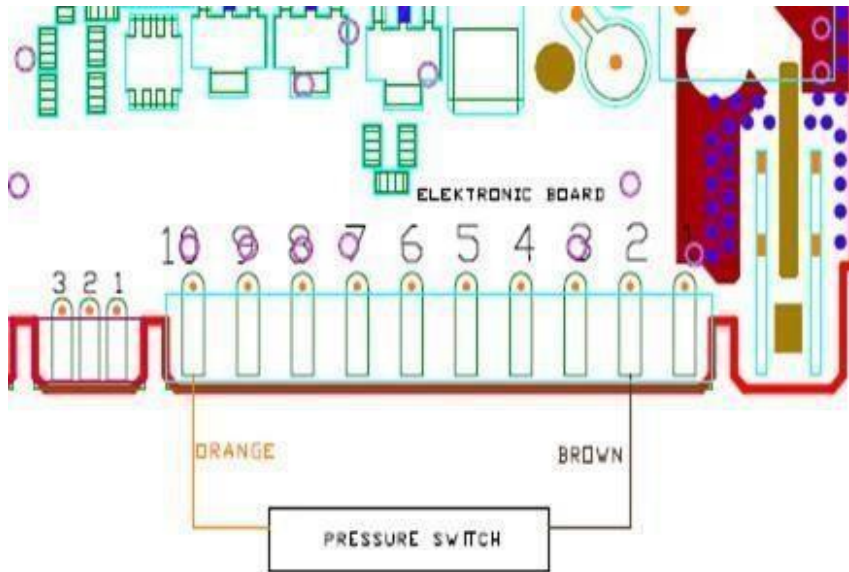 ELEKTRONIC BOARD
10 9 8 7 6 5 4 3 2 1
3 2 1
ORANGE
BROWN
PRESSURE SWITCH